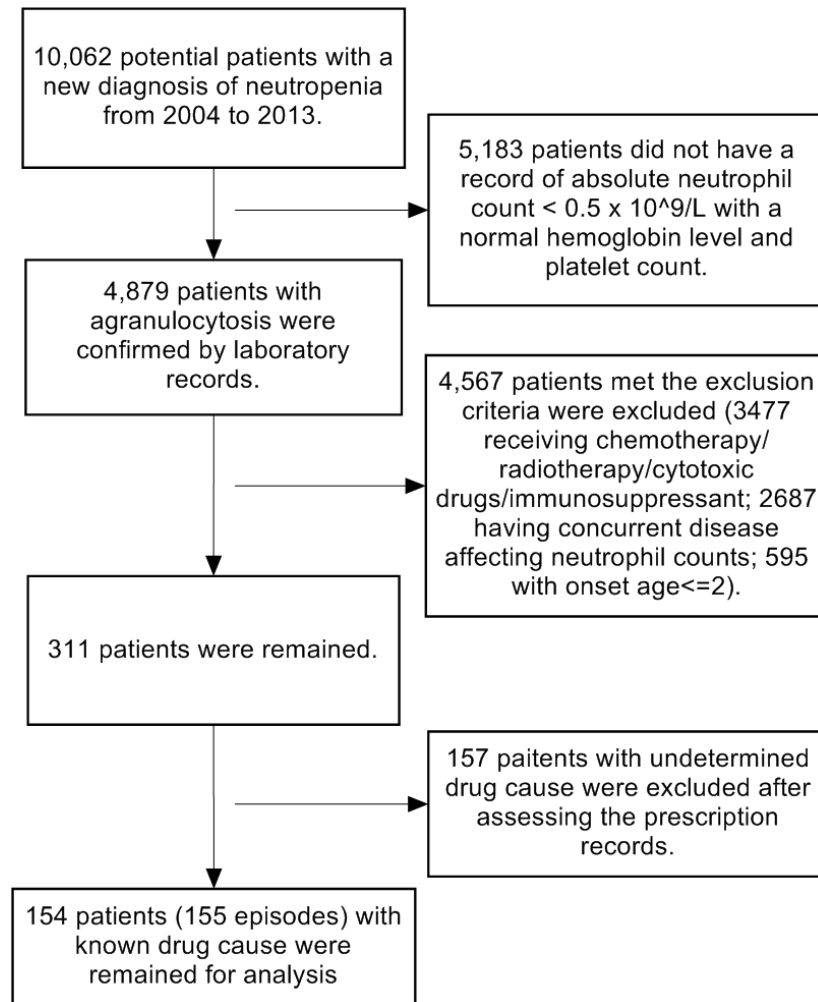 10,062 potential patients with a
new diagnosis of neutropenia
from 2004 to 2013.
5,183 patients did not have a
record of absolute neutrophil
count < 0.5 x 10^9/L with a
normal hemoglobin level and
platelet count.
4,879 patients with
agranulocytosis were
confirmed by laboratory
records.
4,567 patients met the exclusion
criteria were excluded (3477
receiving chemotherapy/
radiotherapy/cytotoxic
drugs/immunosuppressant; 2687
having concurrent disease
affecting neutrophil counts; 595
with onset age<=2).
311 patients were remained.
157 paitents with undetermined
drug cause were excluded after
assessing the prescription
records.
154 patients (155 episodes) with
known drug cause were
remained for analysis